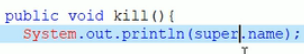 public void kill(){
System.out.println(super.name);